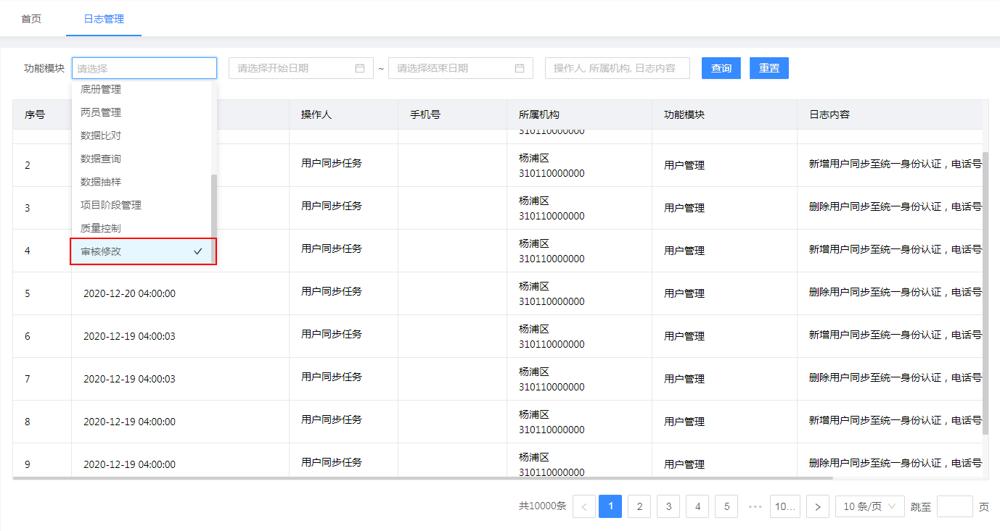 首页 日志管理
功能模块 请选择 请选择开始日期 ~ 请选择结束日期 操作人, 所属机构, 日志内容 查询 重置
底册管理
两员管理
数据比对
数据查询
数据抽样
项目阶段管理
质量控制
审核修改
序号 操作人 手机号 所属机构 功能模块 日志内容
310110000000
2 用户同步任务 杨浦区 用户管理 新增用户同步至统一身份认证，电话号
310110000000
3 用户同步任务 杨浦区 用户管理 删除用户同步至统一身份认证，电话号
310110000000
4 用户同步任务 杨浦区 用户管理 新增用户同步至统一身份认证，电话号
310110000000
5 2020-12-20 04:00:00 用户同步任务 杨浦区 用户管理 删除用户同步至统一身份认证，电话号
310110000000
6 2020-12-19 04:00:03 用户同步任务 杨浦区 用户管理 新增用户同步至统一身份认证，电话号
310110000000
7 2020-12-19 04:00:03 用户同步任务 杨浦区 用户管理 删除用户同步至统一身份认证，电话号
310110000000
8 2020-12-19 04:00:00 用户同步任务 杨浦区 用户管理 新增用户同步至统一身份认证，电话号
310110000000
9 2020-12-19 04:00:00 用户同步任务 杨浦区 用户管理 删除用户同步至统一身份认证，电话号
310110000000
共10000条 < 1 2 3 4 5 ••• 10... > 10 条/页 跳至 页